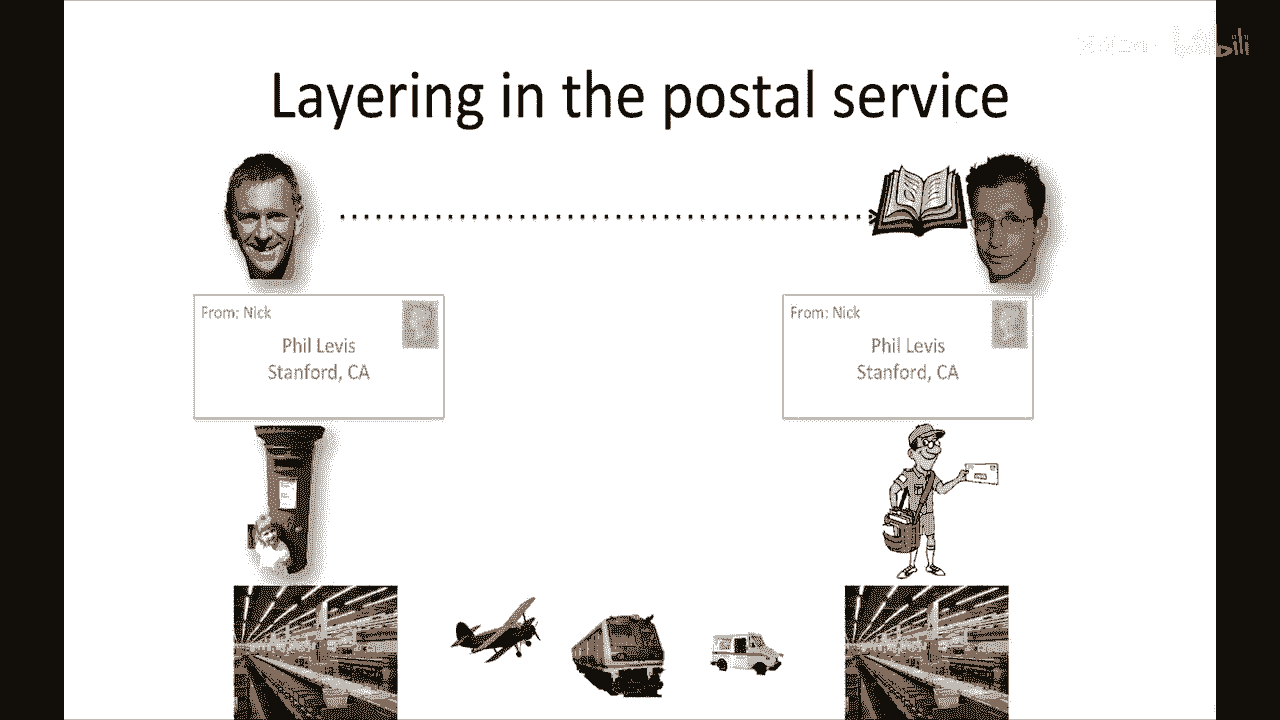 Layering in the postal service
From: Nick
Phil Levis
Stanford, CA
From: Nick
Phil Levis
Stanford, CA